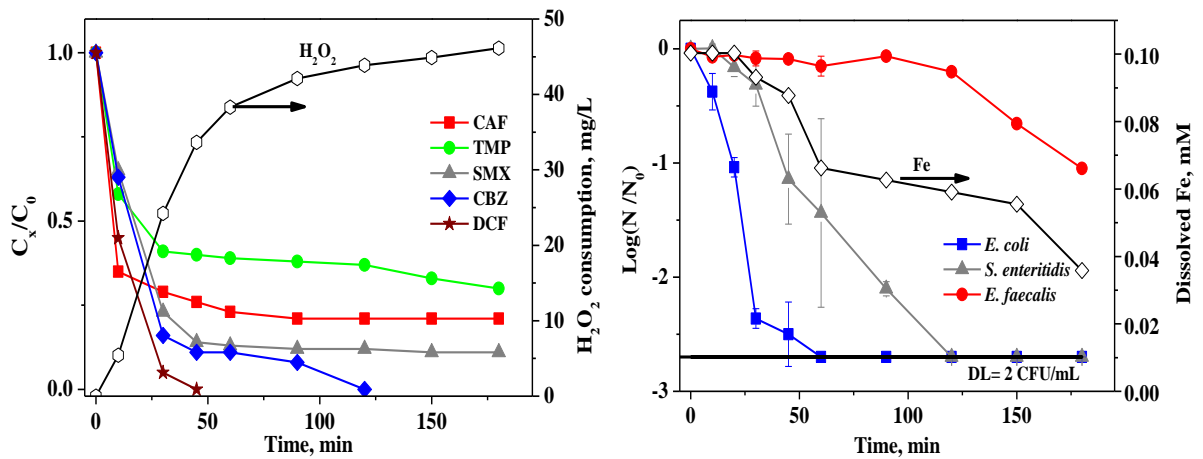 1.0
0.5
0.0
C_x/C_0
0
50
100
150
Time, min
50
40
30
20
10
0
H₂O₂ consumption, mg/L
H₂O₂
CAF
TMP
SMX
CBZ
DCF
0
-1
-2
-3
Log(N /N₀)
0
50
100
150
Time, min
0.10
0.08
0.06
0.04
0.02
0.00
Dissolved Fe, mM
Fe
E. coli
S. enteritidis
E. faecalis
DL= 2 CFU/mL